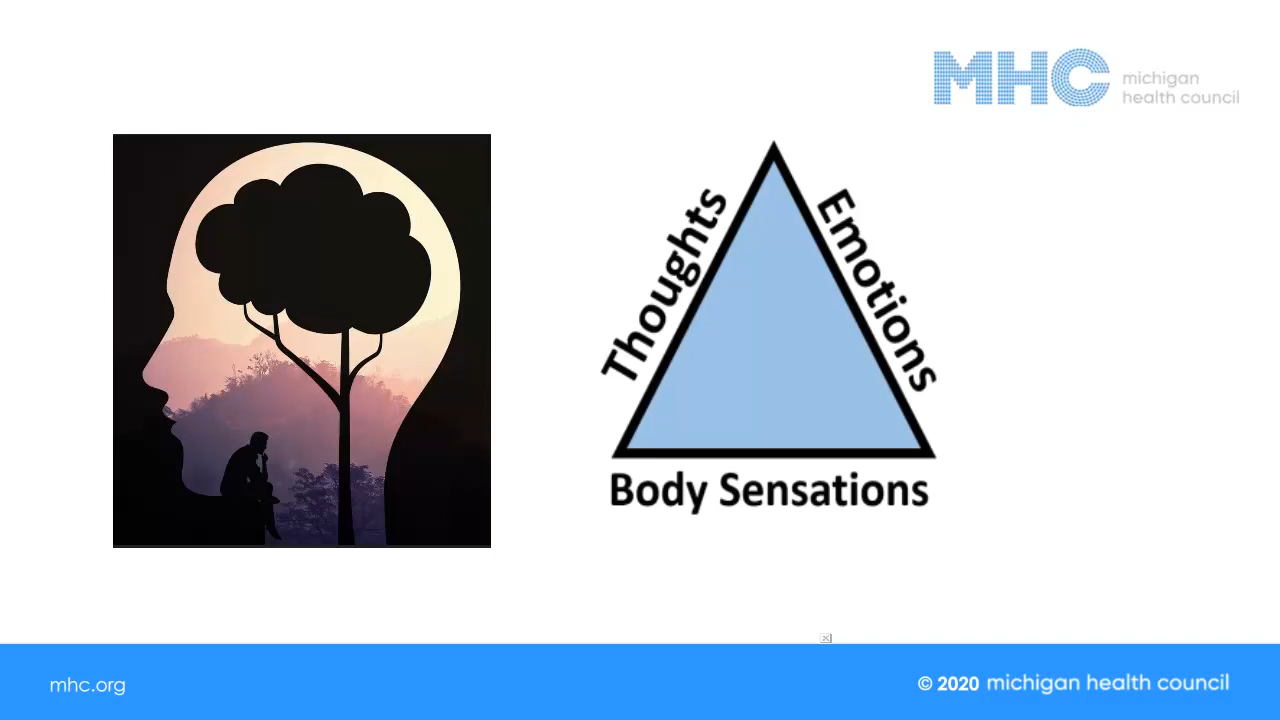 MHC
michigan
health council
Thoughts
Emotions
Body Sensations
mhc.org
© 2020 michigan health council